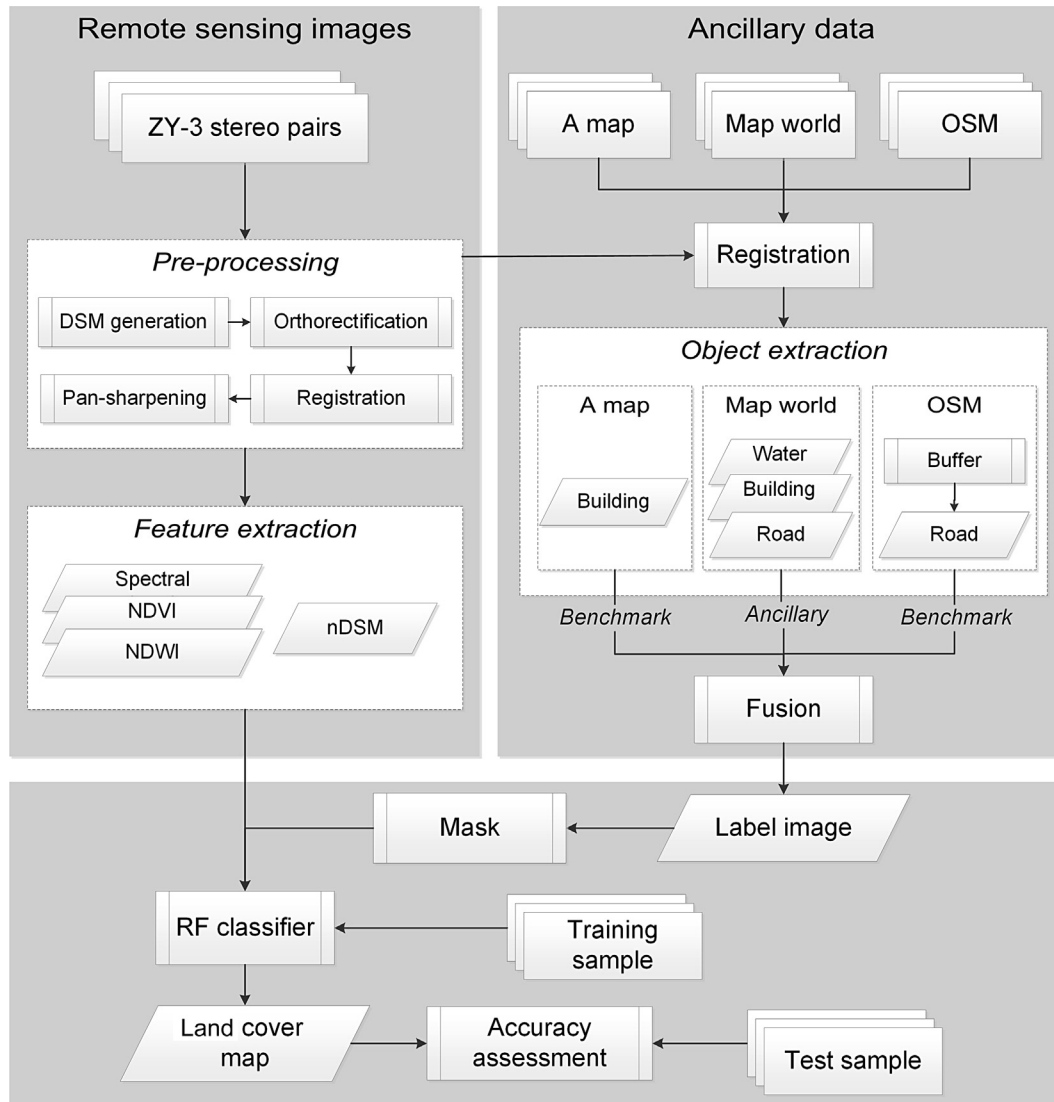 Remote sensing images
ZY-3 stereo pairs
Pre-processing
DSM generation
Orthorectification
Pan-sharpening
Registration
Feature extraction
Spectral
NDVI
NDWI
nDSM
Ancillary data
A map
Map world
OSM
Registration
Object extraction
A map
Map world
OSM
Building
Water
Building
Road
Buffer
Road
Benchmark
Ancillary
Benchmark
Fusion
Mask
Label image
RF classifier
Training
sample
Land cover
map
Accuracy
assessment
Test sample